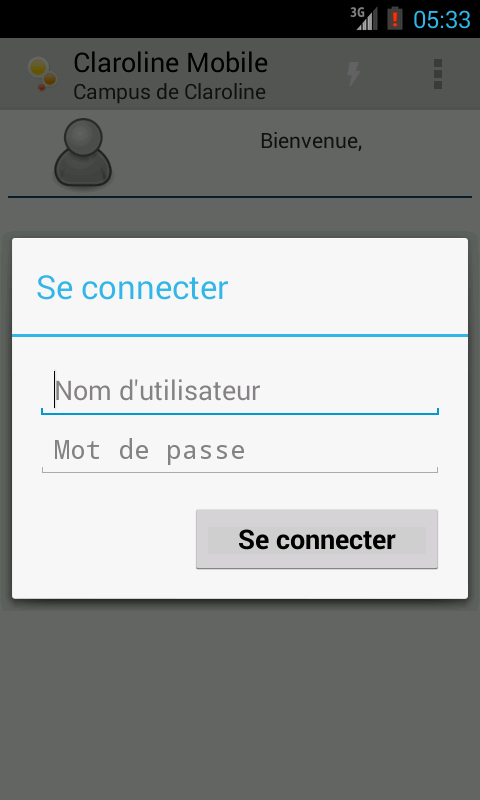 3G 05:33
Claroline Mobile
Campus de Claroline
Bienvenue,
Se connecter
Nom d'utilisateur
Mot de passe
Se connecter